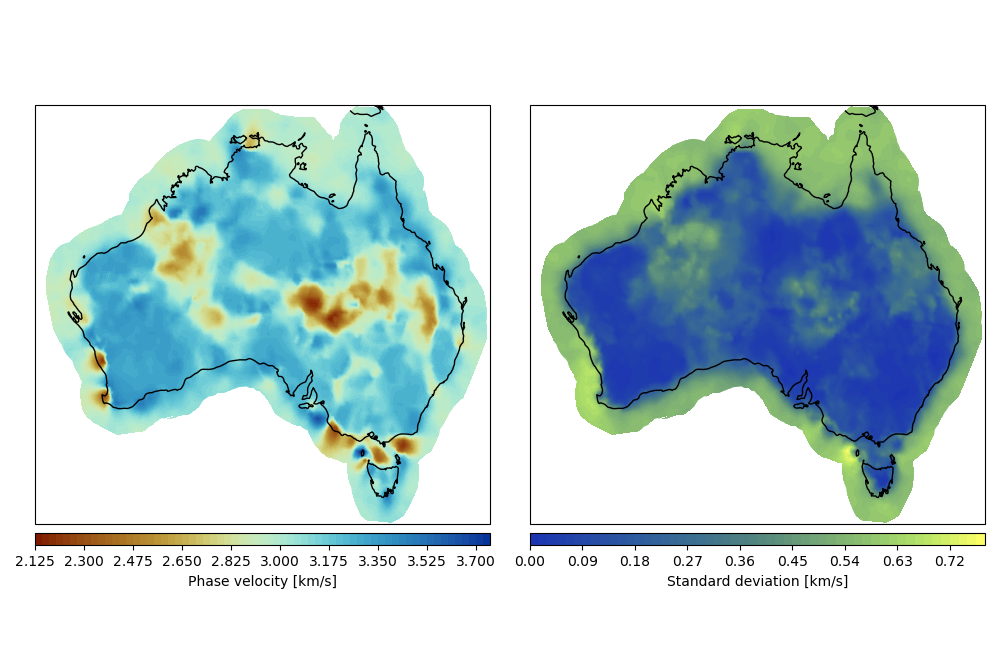 2.125 2.300 2.475 2.650 2.825 3.000 3.175 3.350 3.525 3.700
Phase velocity [km/s]
0.00 0.09 0.18 0.27 0.36 0.45 0.54 0.63 0.72
Standard deviation [km/s]